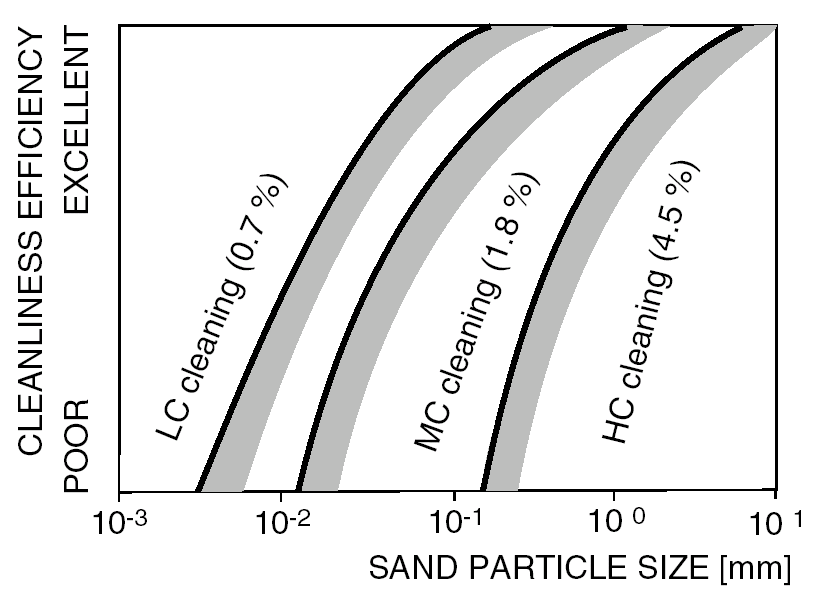 CLEANLINESS EFFICIENCY
POOR EXCELLENT
LC cleaning (0.7 %)
MC cleaning (1.8 %)
HC cleaning (4.5 %)
10-3 10-2 10-1 10 0 10 1
SAND PARTICLE SIZE [mm]